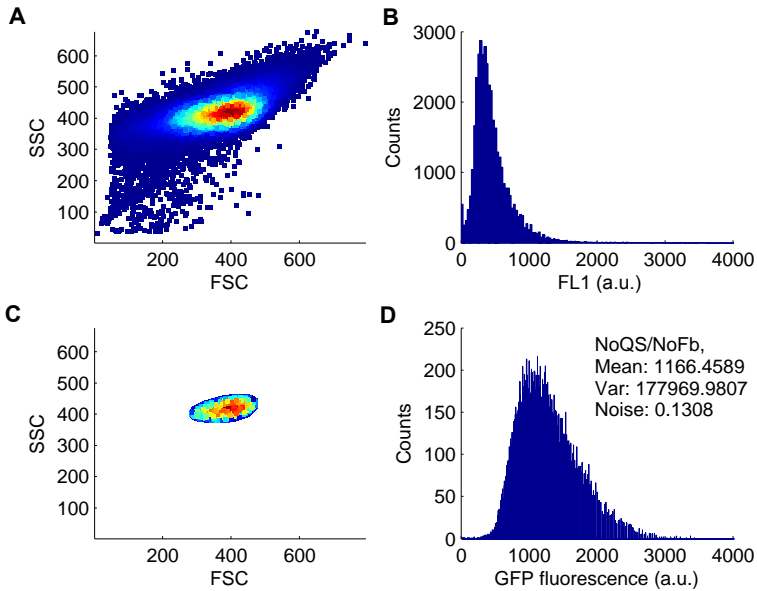 A
600
500
400
300
200
100
SSC
200
400
600
FSC
B
3000
2000
1000
0
Counts
0
1000
2000
3000
4000
FL1 (a.u.)
C
600
500
400
300
200
100
SSC
200
400
600
FSC
D
250
200
150
100
50
0
Counts
NoQS/NoFb,
Mean: 1166.4589
Var: 177969.9807
Noise: 0.1308
0
1000
2000
3000
4000
GFP fluorescence (a.u.)